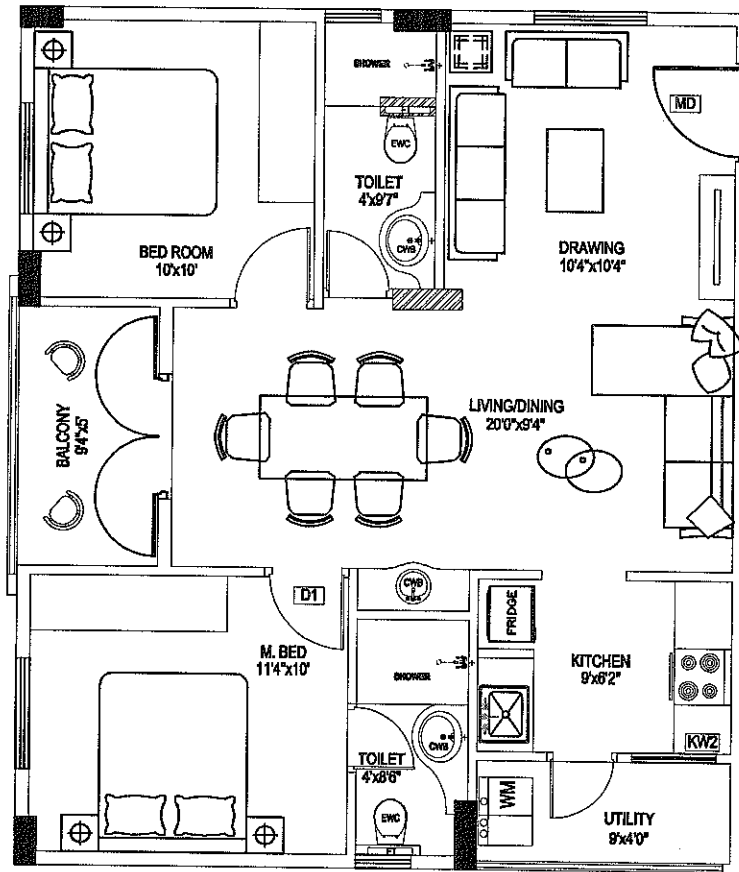 SHOWER
MD
EWC
TOILET
4'x9'7"
CWB
BED ROOM
10'x10'
DRAWING
10'4"x10'4"
BALCONY
9'4"x5'
LIVING/DINING
20'0"x9'4"
D1
CWB
FRIDGE
M. BED
11'4"x10'
SHOWER
KITCHEN
9'x6'2"
CWB
KW2
TOILET
4'x8'6"
EWC
WM
UTILITY
9'x4'0"